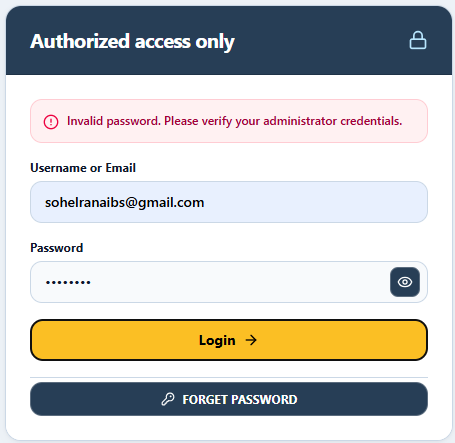 Authorized access only
Invalid password. Please verify your administrator credentials.
Username or Email
sohelranaibs@gmail.com
Password
••••••••
Login →
FORGET PASSWORD